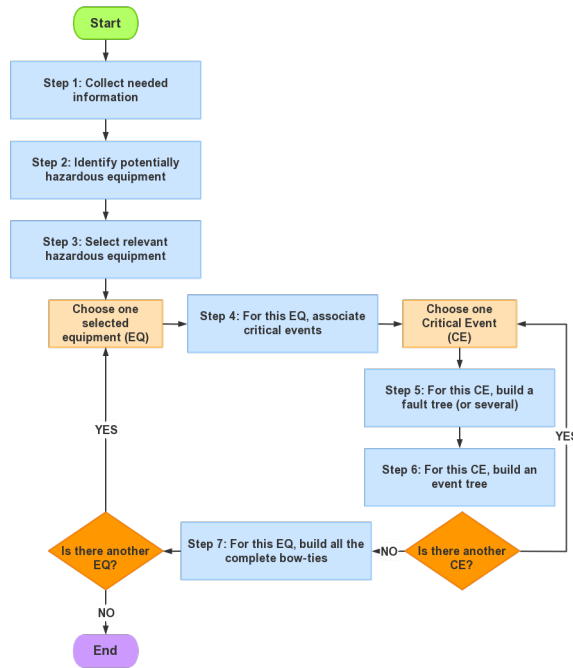 Start
Step 1: Collect needed
information
Step 2: Identify potentially
hazardous equipment
Step 3: Select relevant
hazardous equipment
Choose one
selected
equipment (EQ)
Step 4: For this EQ, associate
critical events
Choose one
Critical Event
(CE)
Step 5: For this CE, build a
fault tree (or several)
YES
YES
Step 6: For this CE, build an
event tree
Is there another
EQ?
Step 7: For this EQ, build all the
complete bow-ties
NO
Is there another
CE?
NO
End